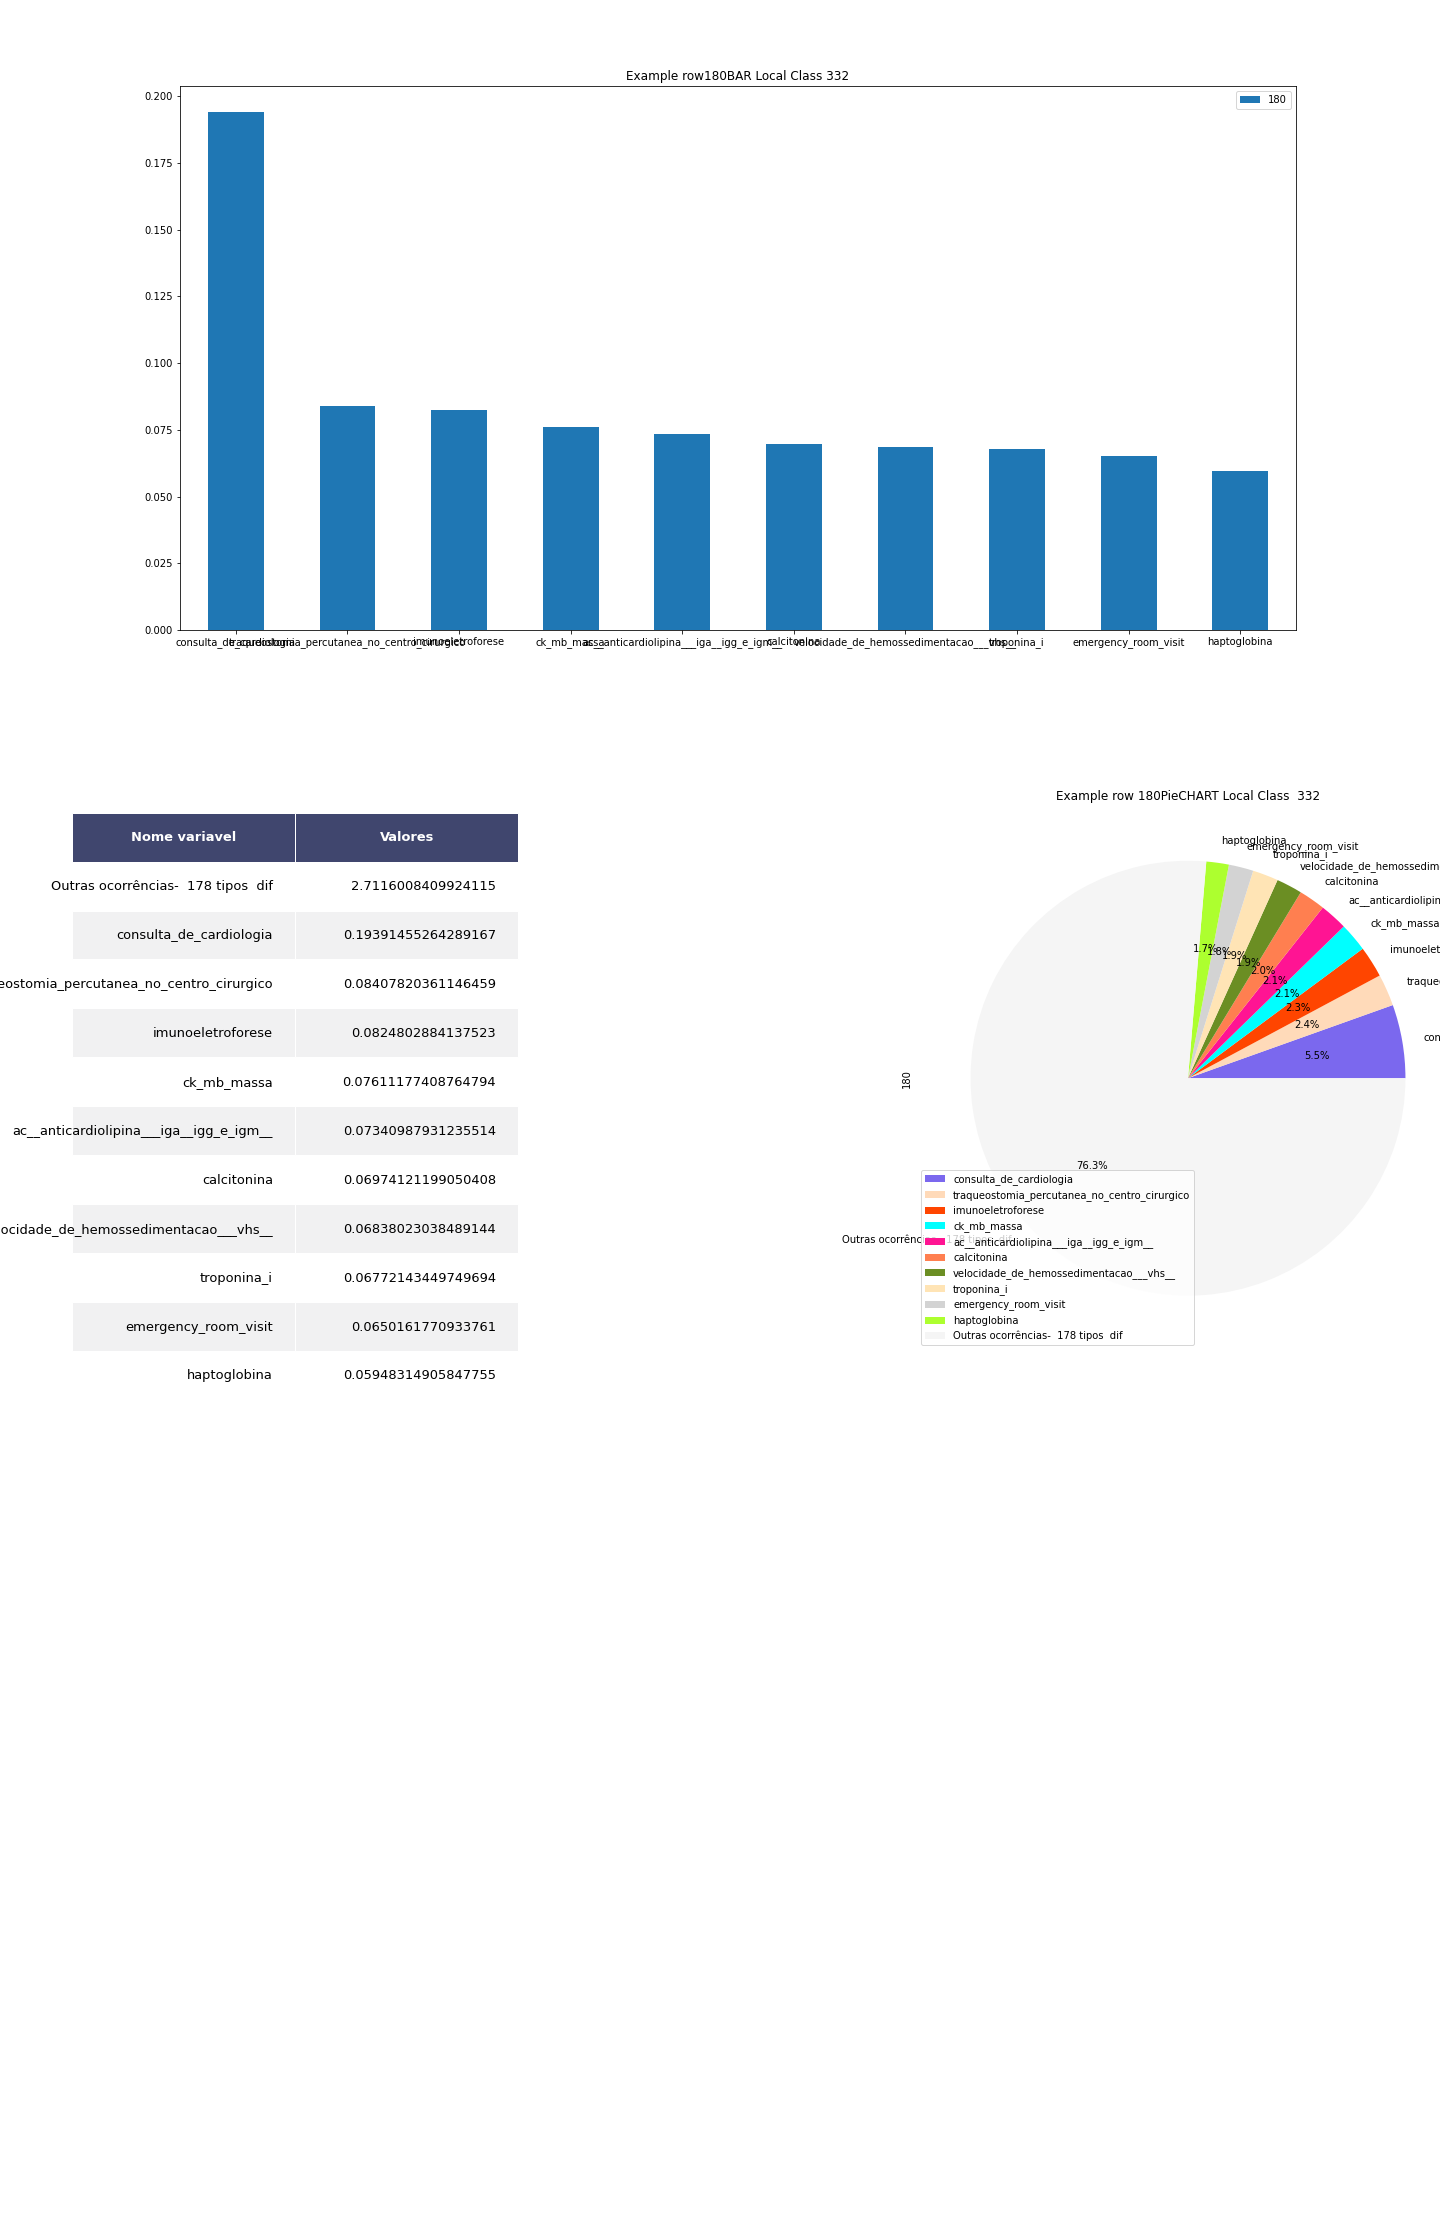 Example row180BAR Local Class 332
180
0.200
0.175
0.150
0.125
0.100
0.075
0.050
0.025
0.000
consulta_de_cardiologia
traqueostomia_percutanea_no_centro_cirurgico
imunoeletroforese
ck_mb_massa
ac__anticardiolipina___iga__igg_e_igm__
calcitonina
velocidade_de_hemossedimentacao___vhs__
troponina_i
emergency_room_visit
haptoglobina
Nome variavel Valores
Outras ocorrências-  178 tipos  dif 2.7116008409924115
consulta_de_cardiologia 0.19391455264289167
eostomia_percutanea_no_centro_cirurgico 0.08407820361146459
imunoeletroforese 0.0824802884137523
ck_mb_massa 0.07611177408764794
ac__anticardiolipina___iga__igg_e_igm__ 0.07340987931235514
calcitonina 0.06974121199050408
ocidade_de_hemossedimentacao___vhs__ 0.06838023038489144
troponina_i 0.06772143449749694
emergency_room_visit 0.0650161770933761
haptoglobina 0.05948314905847755
Example row 180PieCHART Local Class  332
haptoglobina
emergency_room_visit
troponina_i
velocidade_de_hemossedim
calcitonina
ac__anticardiolipin
ck_mb_massa
imunoelet
traque
con
1.7%
1.8%
1.9%
1.9%
2.0%
2.1%
2.1%
2.3%
2.4%
5.5%
180
76.3%
Outras ocorrências-  178 tipos  dif
consulta_de_cardiologia
traqueostomia_percutanea_no_centro_cirurgico
imunoeletroforese
ck_mb_massa
ac__anticardiolipina___iga__igg_e_igm__
calcitonina
velocidade_de_hemossedimentacao___vhs__
troponina_i
emergency_room_visit
haptoglobina
Outras ocorrências-  178 tipos  dif